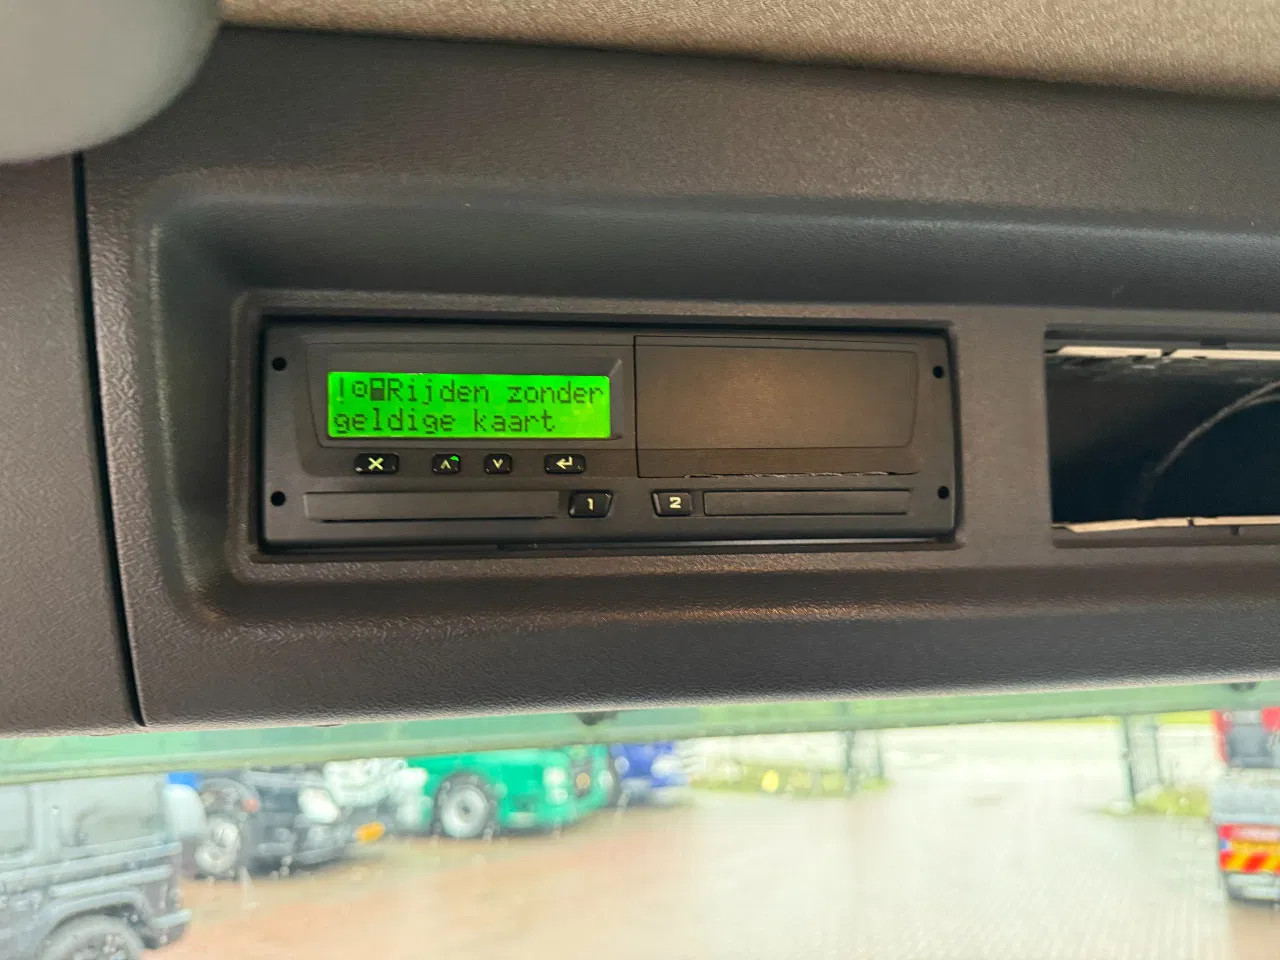 !Rijden zonder
geldige kaart
1
2